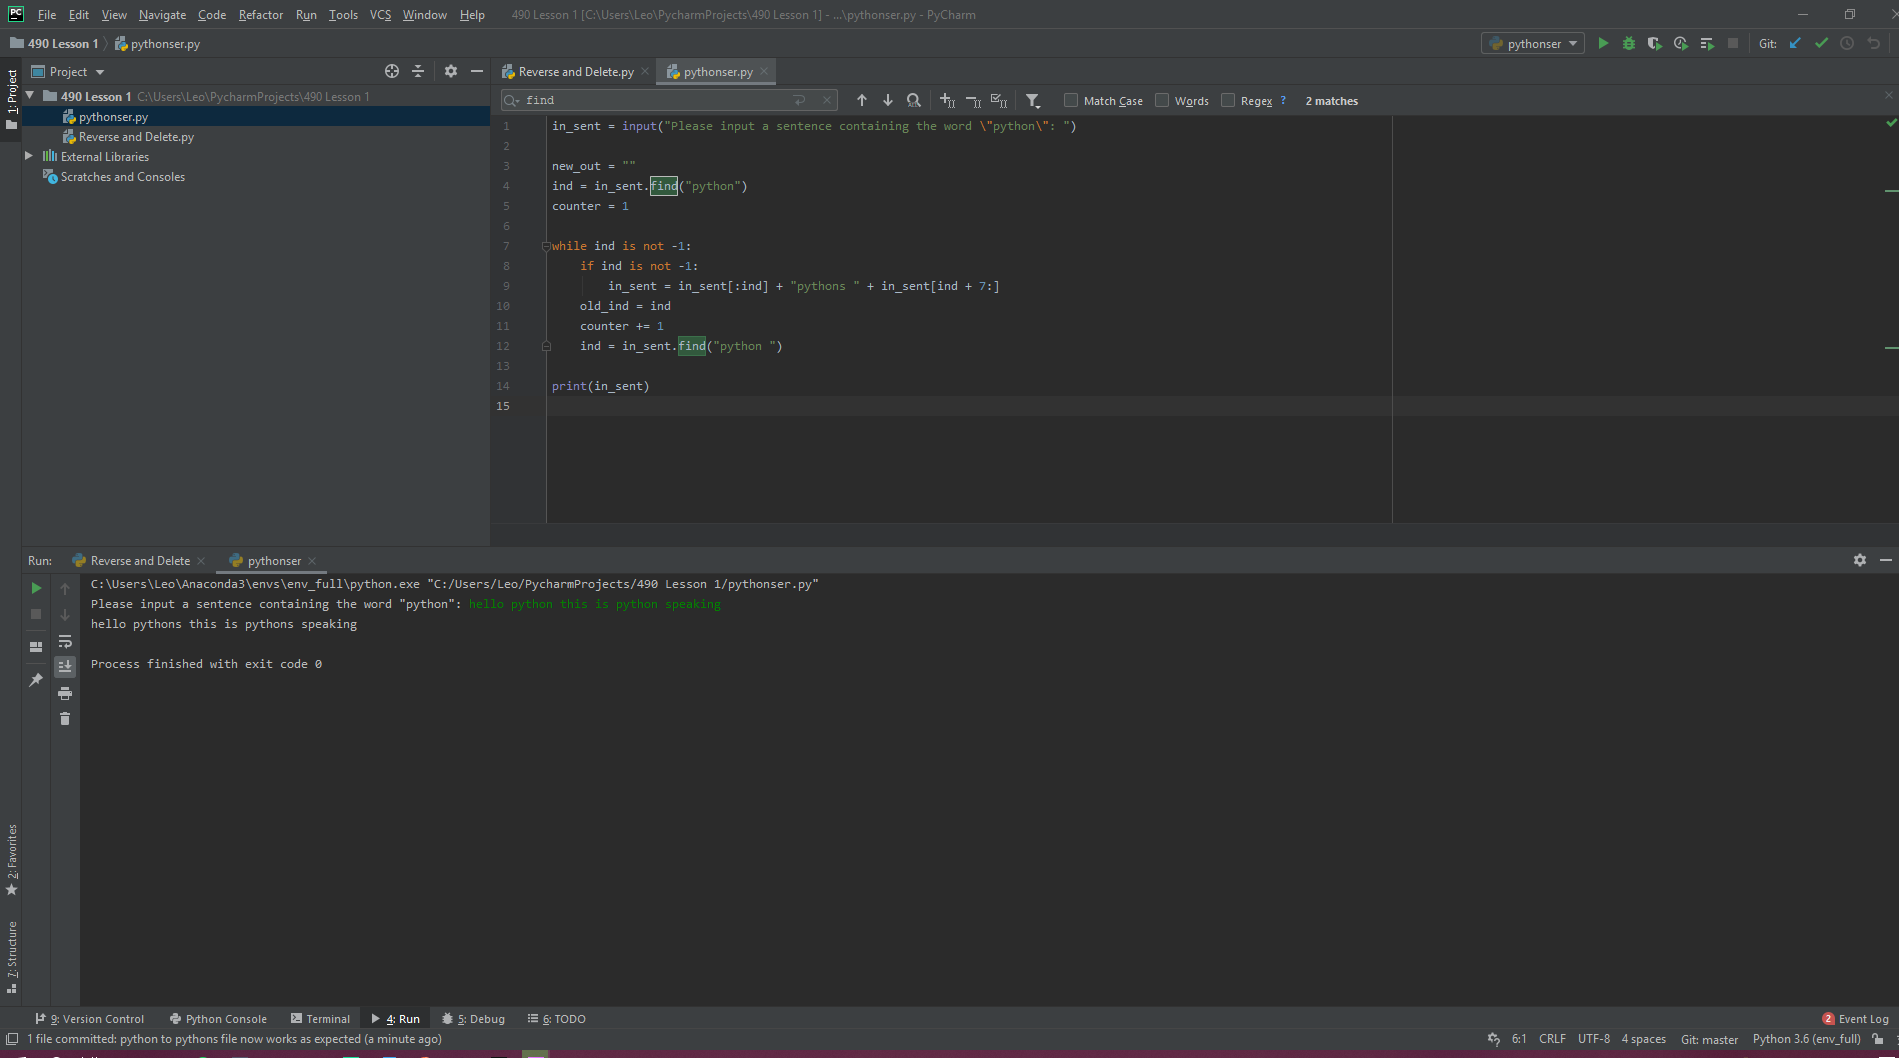 PC File Edit View Navigate Code Refactor Run Tools VCS Window Help 490 Lesson 1 [C:\Users\Leo\PycharmProjects\490 Lesson 1] - ...\pythonser.py - PyCharm
490 Lesson 1 pythonser.py pythonser Git:
Project Reverse and Delete.py pythonser.py
1: Project
490 Lesson 1 C:\Users\Leo\PycharmProjects\490 Lesson 1
pythonser.py
Reverse and Delete.py
External Libraries
Scratches and Consoles
find Match Case Words Regex ? 2 matches
1 in_sent = input("Please input a sentence containing the word \"python\": ")
2
3 new_out = ""
4 ind = in_sent.find("python")
5 counter = 1
6
7 while ind is not -1:
8 if ind is not -1:
9 in_sent = in_sent[:ind] + "pythons " + in_sent[ind + 7:]
10 old_ind = ind
11 counter += 1
12 ind = in_sent.find("python ")
13
14 print(in_sent)
15
Run: Reverse and Delete pythonser
C:\Users\Leo\Anaconda3\envs\env_full\python.exe "C:/Users/Leo/PycharmProjects/490 Lesson 1/pythonser.py"
Please input a sentence containing the word "python": hello python this is python speaking
hello pythons this is pythons speaking
Process finished with exit code 0
2: Favorites
7: Structure
9: Version Control Python Console Terminal 4: Run 5: Debug 6: TODO 2 Event Log
1 file committed: python to pythons file now works as expected (a minute ago) 6:1 CRLF UTF-8 4 spaces Git: master Python 3.6 (env_full)